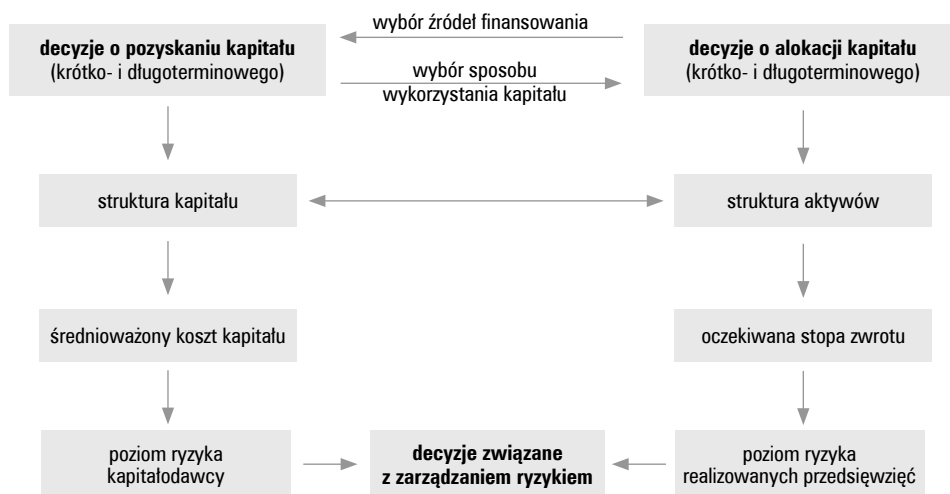 wybór źródeł finansowania
decyzje o pozyskaniu kapitału
(krótko- i długoterminowego)
decyzje o alokacji kapitału
(krótko- i długoterminowego)
wybór sposobu
wykorzystania kapitału
struktura kapitału
struktura aktywów
średnioważony koszt kapitału
oczekiwana stopa zwrotu
poziom ryzyka
kapitałodawcy
decyzje związane
z zarządzaniem ryzykiem
poziom ryzyka
realizowanych przedsięwzięć